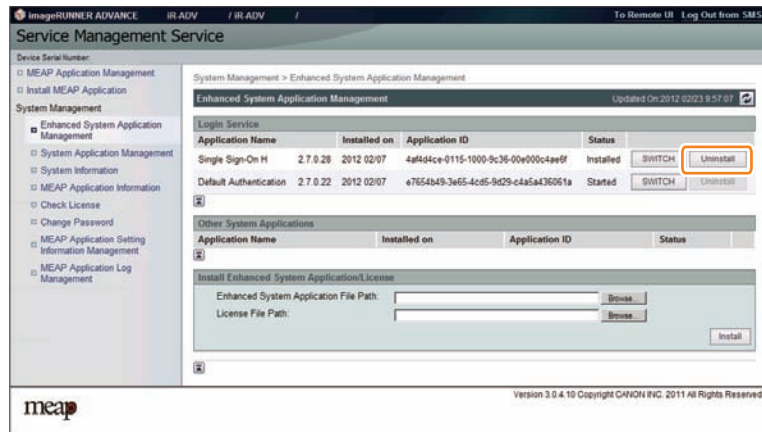 imageRUNNER ADVANCE iR-ADV / iR-ADV / To Remote UI Log Out from SMS
Service Management Service
Device Serial Number:
MEAP Application Management
Install MEAP Application
System Management
Enhanced System Application
Management
System Application Management
System Information
MEAP Application Information
Check License
Change Password
MEAP Application Setting
Information Management
MEAP Application Log
Management
System Management > Enhanced System Application Management
Enhanced System Application Management Updated On:2012 02/23 9:57:07
Login Service
Application Name Installed on Application ID Status
Single Sign-On H 2.7.0.28 2012 02/07 4af4d4ce-0115-1000-9c36-00e000c4ae6f Installed SWITCH Uninstall
Default Authentication 2.7.0.22 2012 02/07 e7654b49-3e65-4cd5-9d29-c4a5a436061a Started SWITCH Uninstall
Other System Applications
Application Name Installed on Application ID Status
Install Enhanced System Application/License
Enhanced System Application File Path: Browse...
License File Path: Browse...
Install
Version 3.0.4.10 Copyright CANON INC. 2011 All Rights Reserved
meap